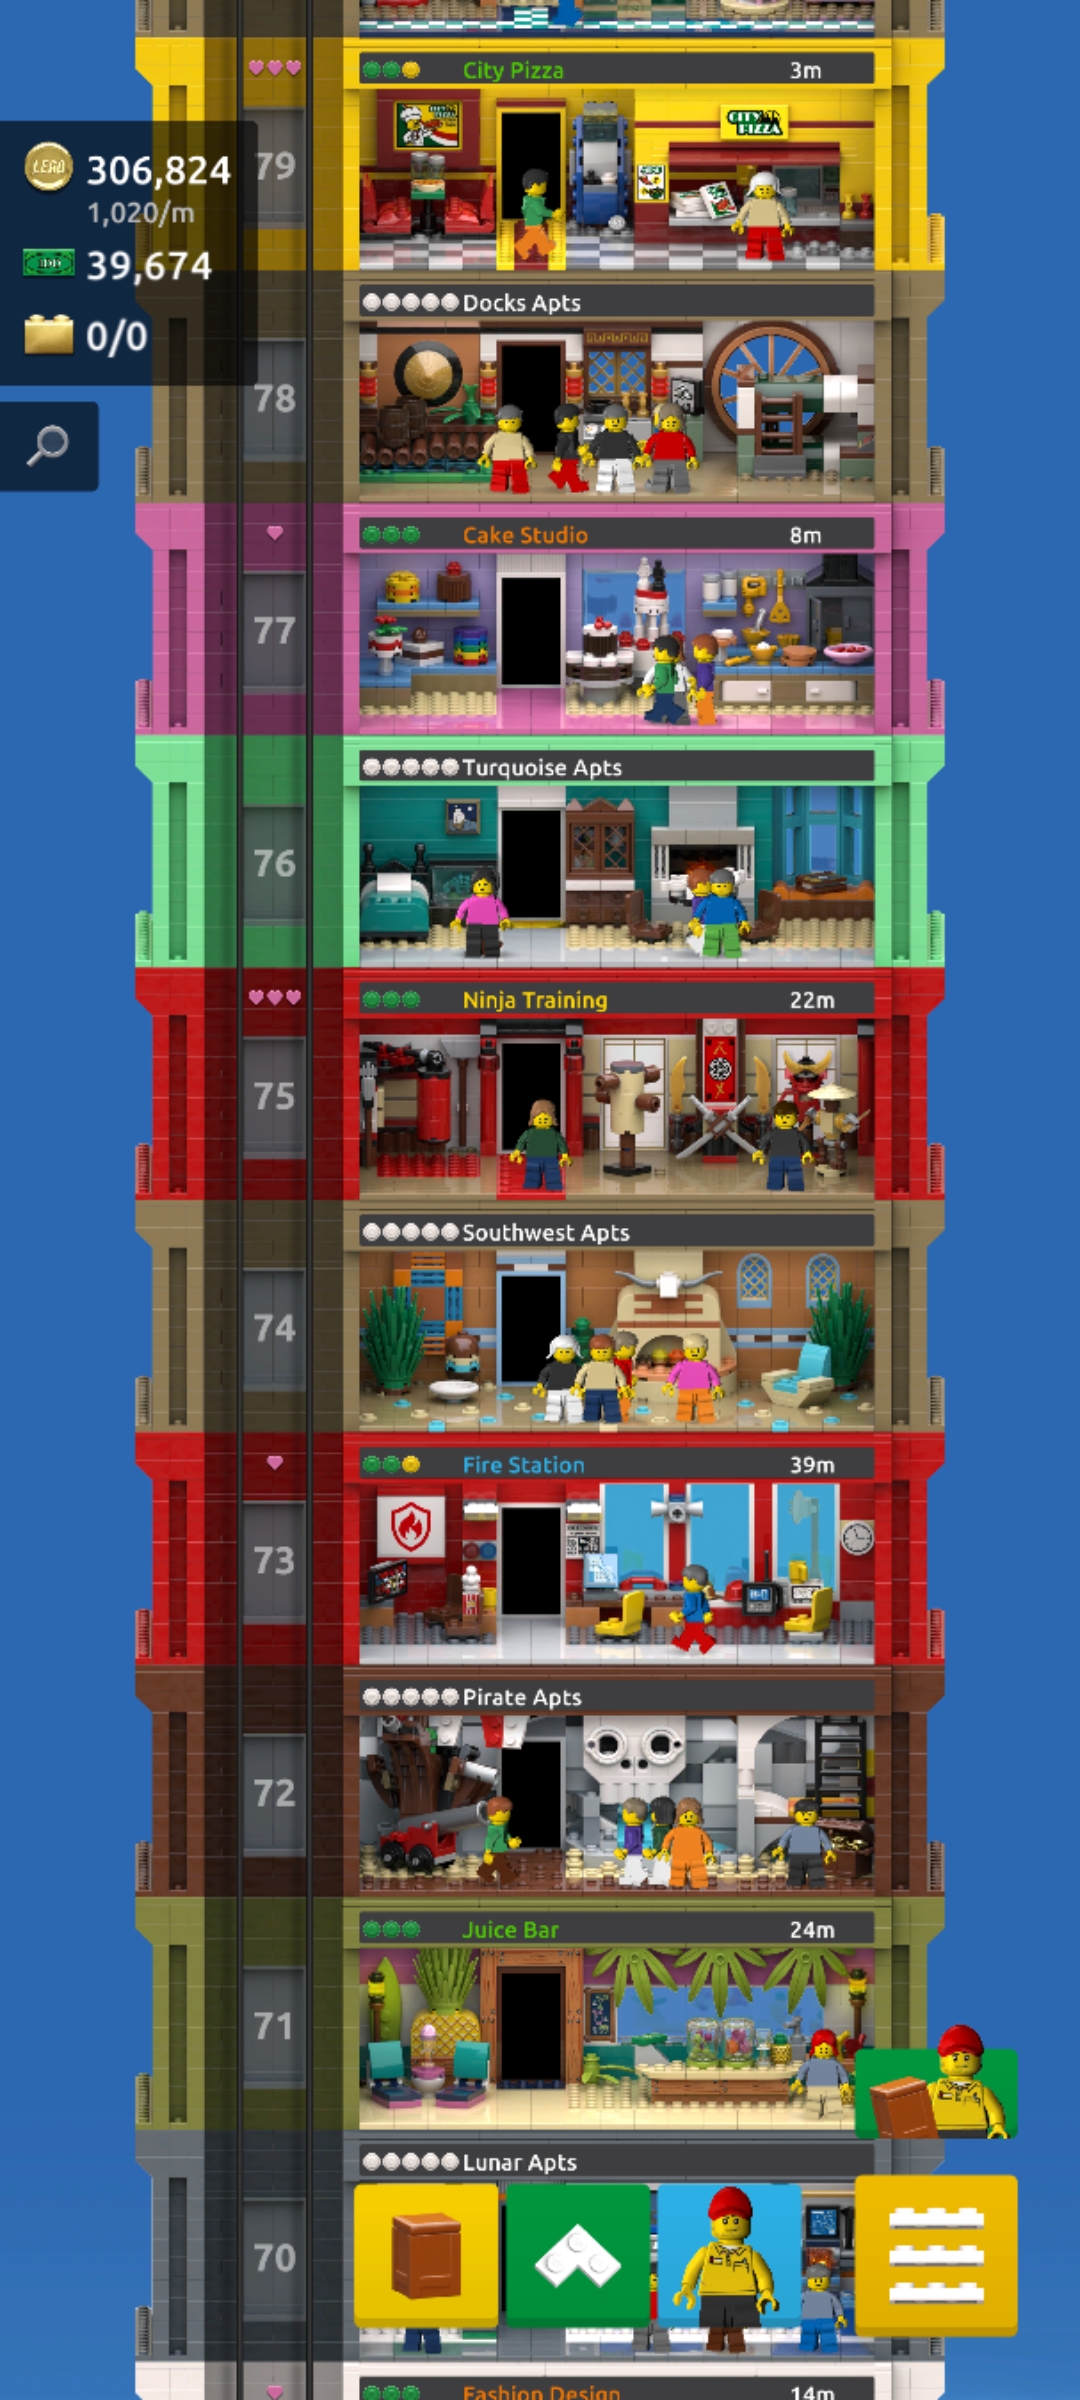 City Pizza 3m
79
CITY PIZZA
LEGO 306,824
1,020/m
39,674
0/0
Docks Apts
78
Cake Studio 8m
77
Turquoise Apts
76
Ninja Training 22m
75
Southwest Apts
74
Fire Station 39m
73
Pirate Apts
72
Juice Bar 24m
71
Lunar Apts
70
Fashion Design 14m